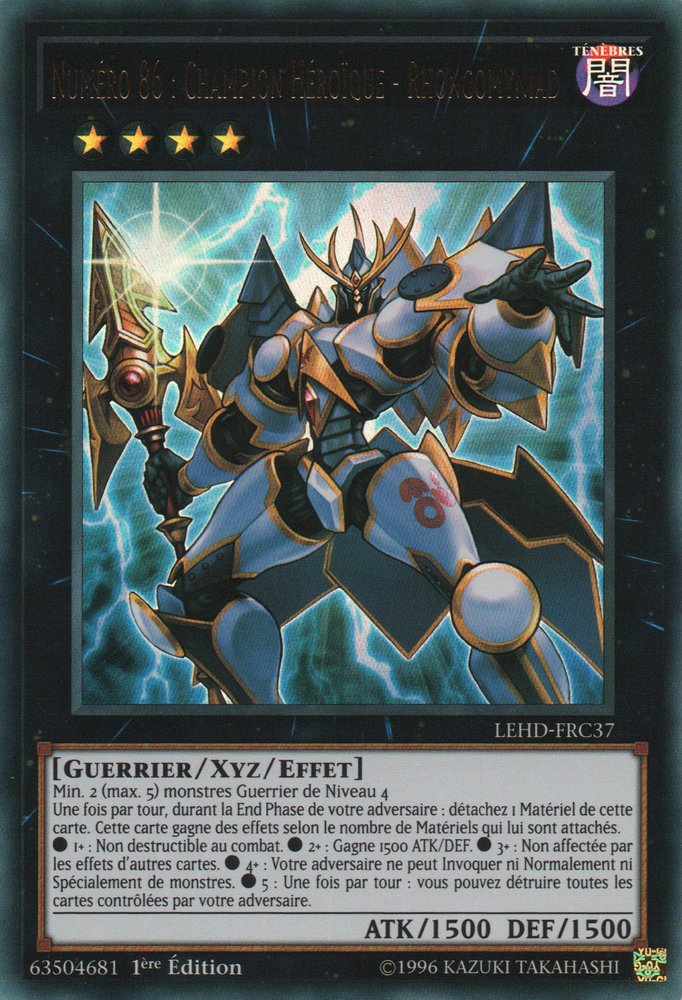 TÉNÈBRES
Numéro 86 - Champion Héroïque - Rhongomyniad
闇
86
LEHD-FRC37
[Guerrier/Xyz/Effet]
Min. 2 (max. 5) monstres Guerrier de Niveau 4
Une fois par tour, durant la End Phase de votre adversaire : détachez 1 Matériel de cette
carte. Cette carte gagne des effets selon le nombre de Matériels qui lui sont attachés.
● 1+ : Non destructible au combat. ● 2+ : Gagne 1500 ATK/DEF. ● 3+ : Non affectée par
les effets d'autres cartes. ● 4+ : Votre adversaire ne peut Invoquer ni Normalement ni
Spécialement de monstres. ● 5 : Une fois par tour : vous pouvez détruire toutes les
cartes contrôlées par votre adversaire.
ATK/1500 DEF/1500
63504681 1ère Édition ©1996 KAZUKI TAKAHASHI